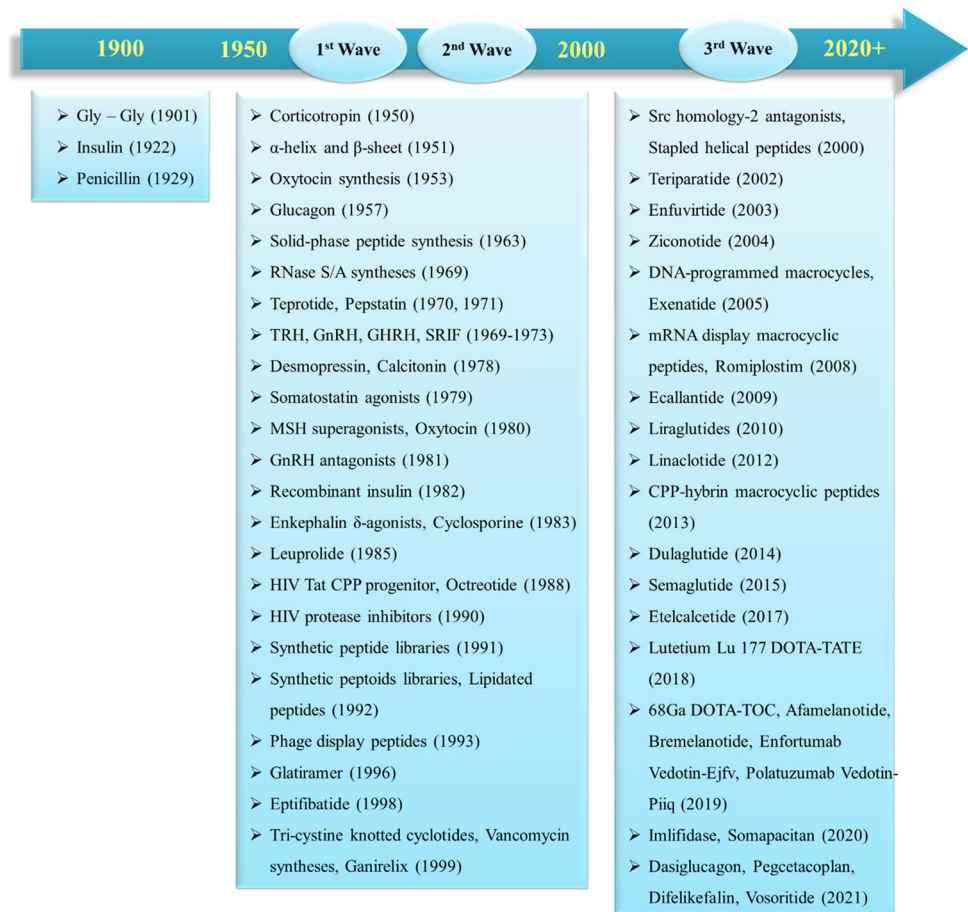 1900
1950
1st Wave
2nd Wave
2000
3rd Wave
2020+
➢ Gly – Gly (1901)
➢ Insulin (1922)
➢ Penicillin (1929)
➢ Corticotropin (1950)
➢ α-helix and β-sheet (1951)
➢ Oxytocin synthesis (1953)
➢ Glucagon (1957)
➢ Solid-phase peptide synthesis (1963)
➢ RNase S/A syntheses (1969)
➢ Teprotide, Pepstatin (1970, 1971)
➢ TRH, GnRH, GHRH, SRIF (1969-1973)
➢ Desmopressin, Calcitonin (1978)
➢ Somatostatin agonists (1979)
➢ MSH superagonists, Oxytocin (1980)
➢ GnRH antagonists (1981)
➢ Recombinant insulin (1982)
➢ Enkephalin δ-agonists, Cyclosporine (1983)
➢ Leuprolide (1985)
➢ HIV Tat CPP progenitor, Octreotide (1988)
➢ HIV protease inhibitors (1990)
➢ Synthetic peptide libraries (1991)
➢ Synthetic peptoids libraries, Lipidated
peptides (1992)
➢ Phage display peptides (1993)
➢ Glatiramer (1996)
➢ Eptifibatide (1998)
➢ Tri-cystine knotted cyclotides, Vancomycin
syntheses, Ganirelix (1999)
➢ Src homology-2 antagonists,
Stapled helical peptides (2000)
➢ Teriparatide (2002)
➢ Enfuvirtide (2003)
➢ Ziconotide (2004)
➢ DNA-programmed macrocycles,
Exenatide (2005)
➢ mRNA display macrocyclic
peptides, Romiplostim (2008)
➢ Ecallantide (2009)
➢ Liraglutides (2010)
➢ Linaclotide (2012)
➢ CPP-hybrin macrocyclic peptides
(2013)
➢ Dulaglutide (2014)
➢ Semaglutide (2015)
➢ Etelcalcetide (2017)
➢ Lutetium Lu 177 DOTA-TATE
(2018)
➢ 68Ga DOTA-TOC, Afamelanotide,
Bremelanotide, Enfortumab
Vedotin-Ejfv, Polatuzumab Vedotin-
Piiq (2019)
➢ Imlifidase, Somapacitan (2020)
➢ Dasiglucagon, Pegcetacoplan,
Difelikefalin, Vosoritide (2021)